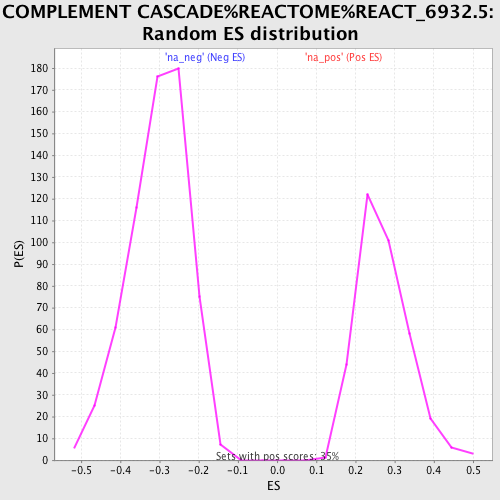 COMPLEMENT CASCADE%REACTOME%REACT_6932.5:
Random ES distribution
'na_neg' (Neg ES) 'na_pos' (Pos ES)
180
170
160
150
140
130
120
110
100
90
80
70
60
50
40
30
20
10
0
P(ES)
Sets with pos scores: 35%
-0.5 -0.4 -0.3 -0.2 -0.1 0.0 0.1 0.2 0.3 0.4 0.5
ES